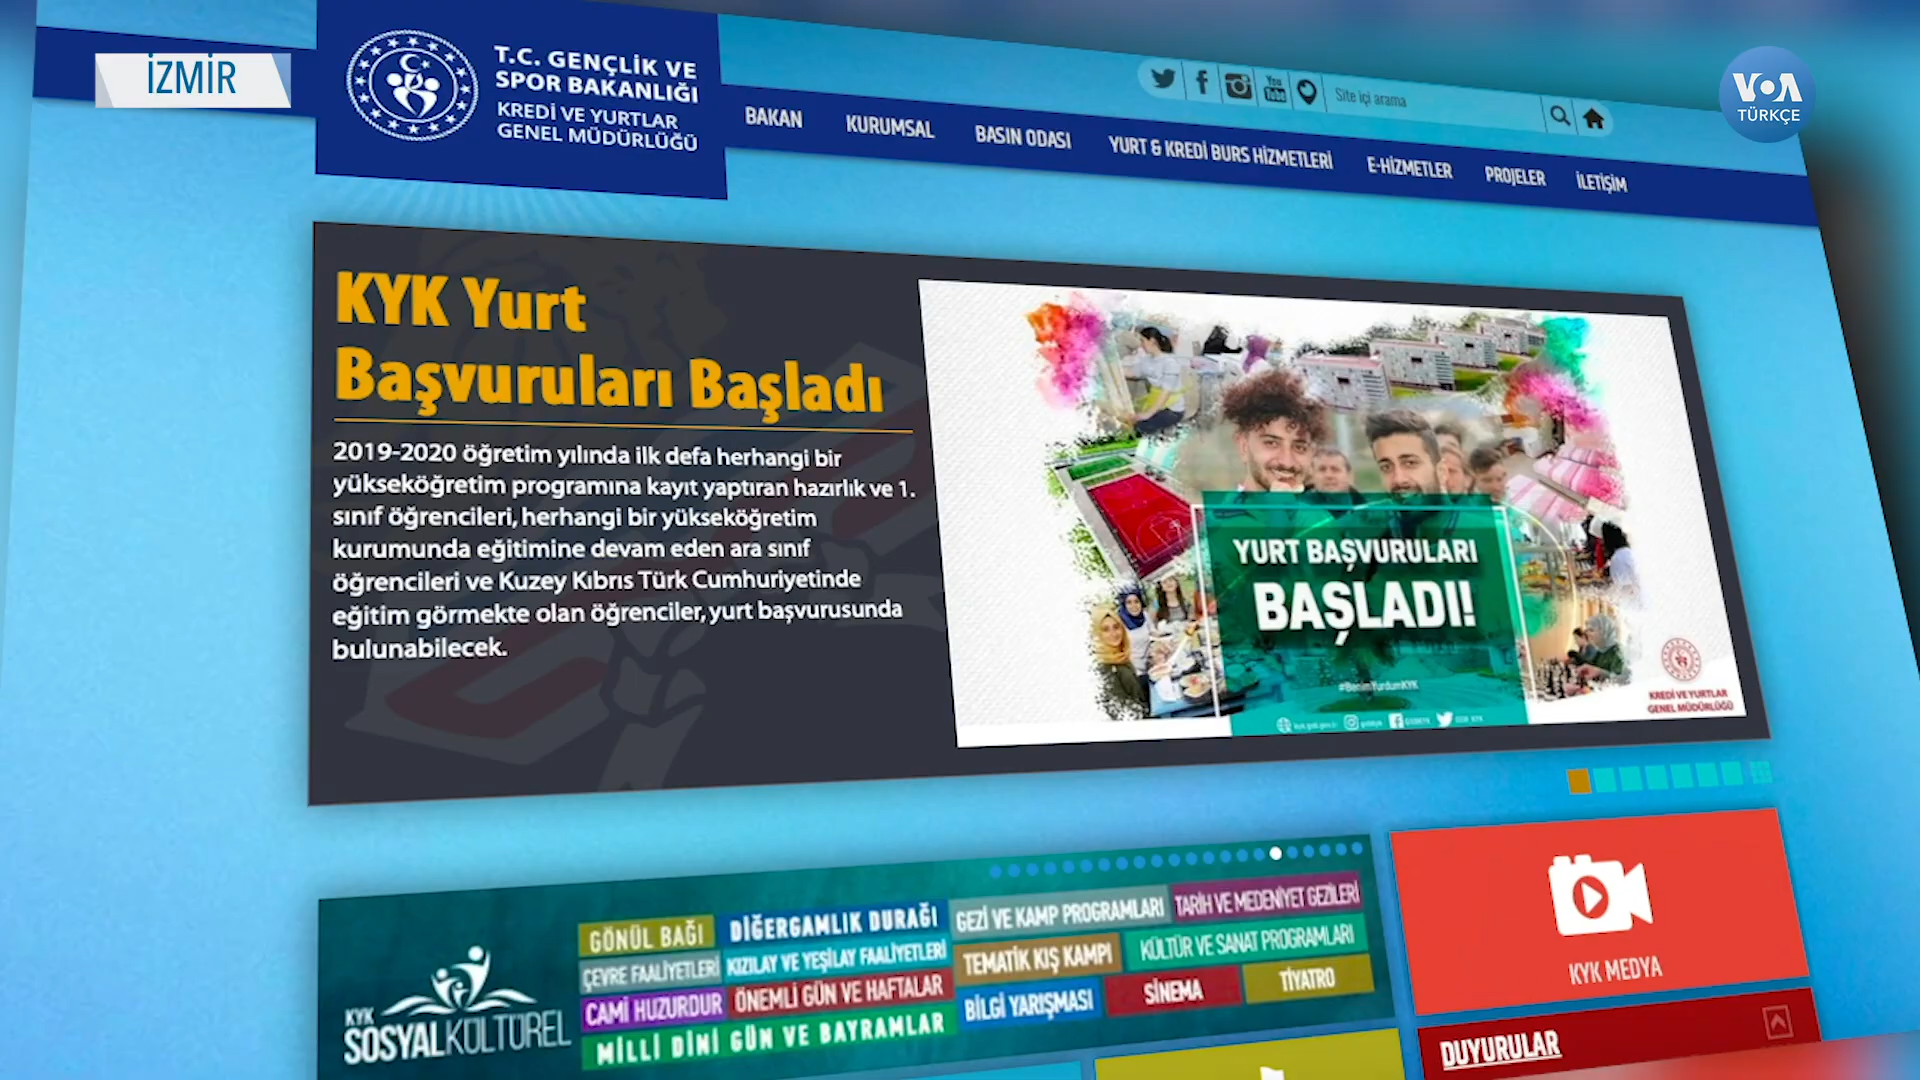 İZMİR
VOA
TÜRKÇE
T.C. GENÇLİK VE
SPOR BAKANLIĞI
KREDİ VE YURTLAR
GENEL MÜDÜRLÜĞÜ
You
Tube
Site içi arama
BAKAN
KURUMSAL
BASIN ODASI
YURT & KREDİ BURS HİZMETLERİ
E-HİZMETLER
PROJELER
İLETİŞİM
KYK Yurt
Başvuruları Başladı
2019-2020 öğretim yılında ilk defa herhangi bir
yükseköğretim programına kayıt yaptıran hazırlık ve 1.
sınıf öğrencileri, herhangi bir yükseköğretim
kurumunda eğitimine devam eden ara sınıf
öğrencileri ve Kuzey Kıbrıs Türk Cumhuriyetinde
eğitim görmekte olan öğrenciler, yurt başvurusunda
bulunabilecek.
YURT BAŞVURULARI
BAŞLADI!
#BenimYurdumKYK
KREDİ VE YURTLAR
GENEL MÜDÜRLÜĞÜ
KYK
SOSYALKÜLTÜREL
GÖNÜL BAĞI
DİĞERGAMLIK DURAĞI
GEZİ VE KAMP PROGRAMLARI
TARİH VE MEDENİYET GEZİLERİ
ÇEVRE FAALİYETLERİ
KIZILAY VE YEŞİLAY FAALİYETLERİ
TEMATİK KIŞ KAMPI
KÜLTÜR VE SANAT PROGRAMLARI
CAMİ HUZURDUR
ÖNEMLİ GÜN VE HAFTALAR
BİLGİ YARIŞMASI
SİNEMA
TİYATRO
MİLLİ DİNİ GÜN VE BAYRAMLAR
KYK MEDYA
DUYURULAR